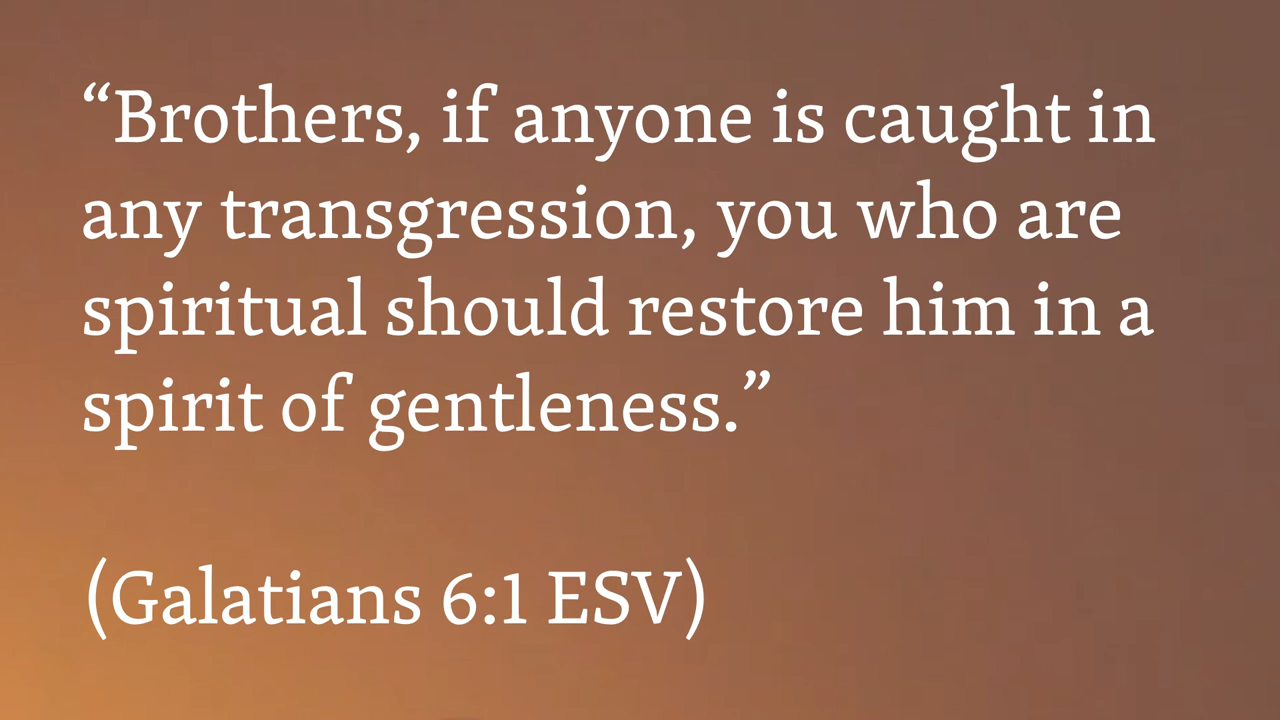 “Brothers, if anyone is caught in
any transgression, you who are
spiritual should restore him in a
spirit of gentleness.”
(Galatians 6:1 ESV)